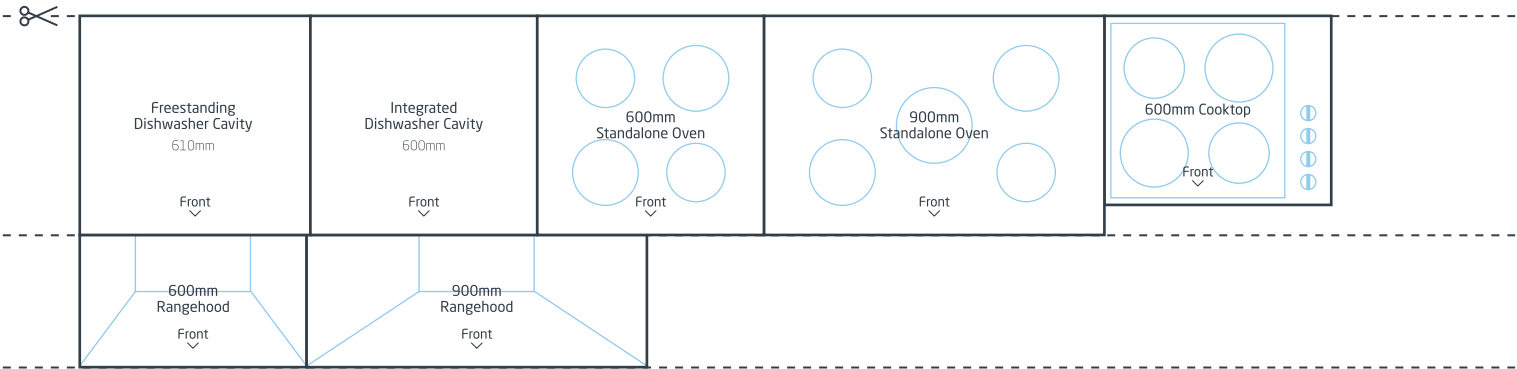 Freestanding
Dishwasher Cavity
610mm
Front
Integrated
Dishwasher Cavity
600mm
Front
600mm
Standalone Oven
Front
900mm
Standalone Oven
Front
600mm Cooktop
Front
600mm
Rangehood
Front
900mm
Rangehood
Front